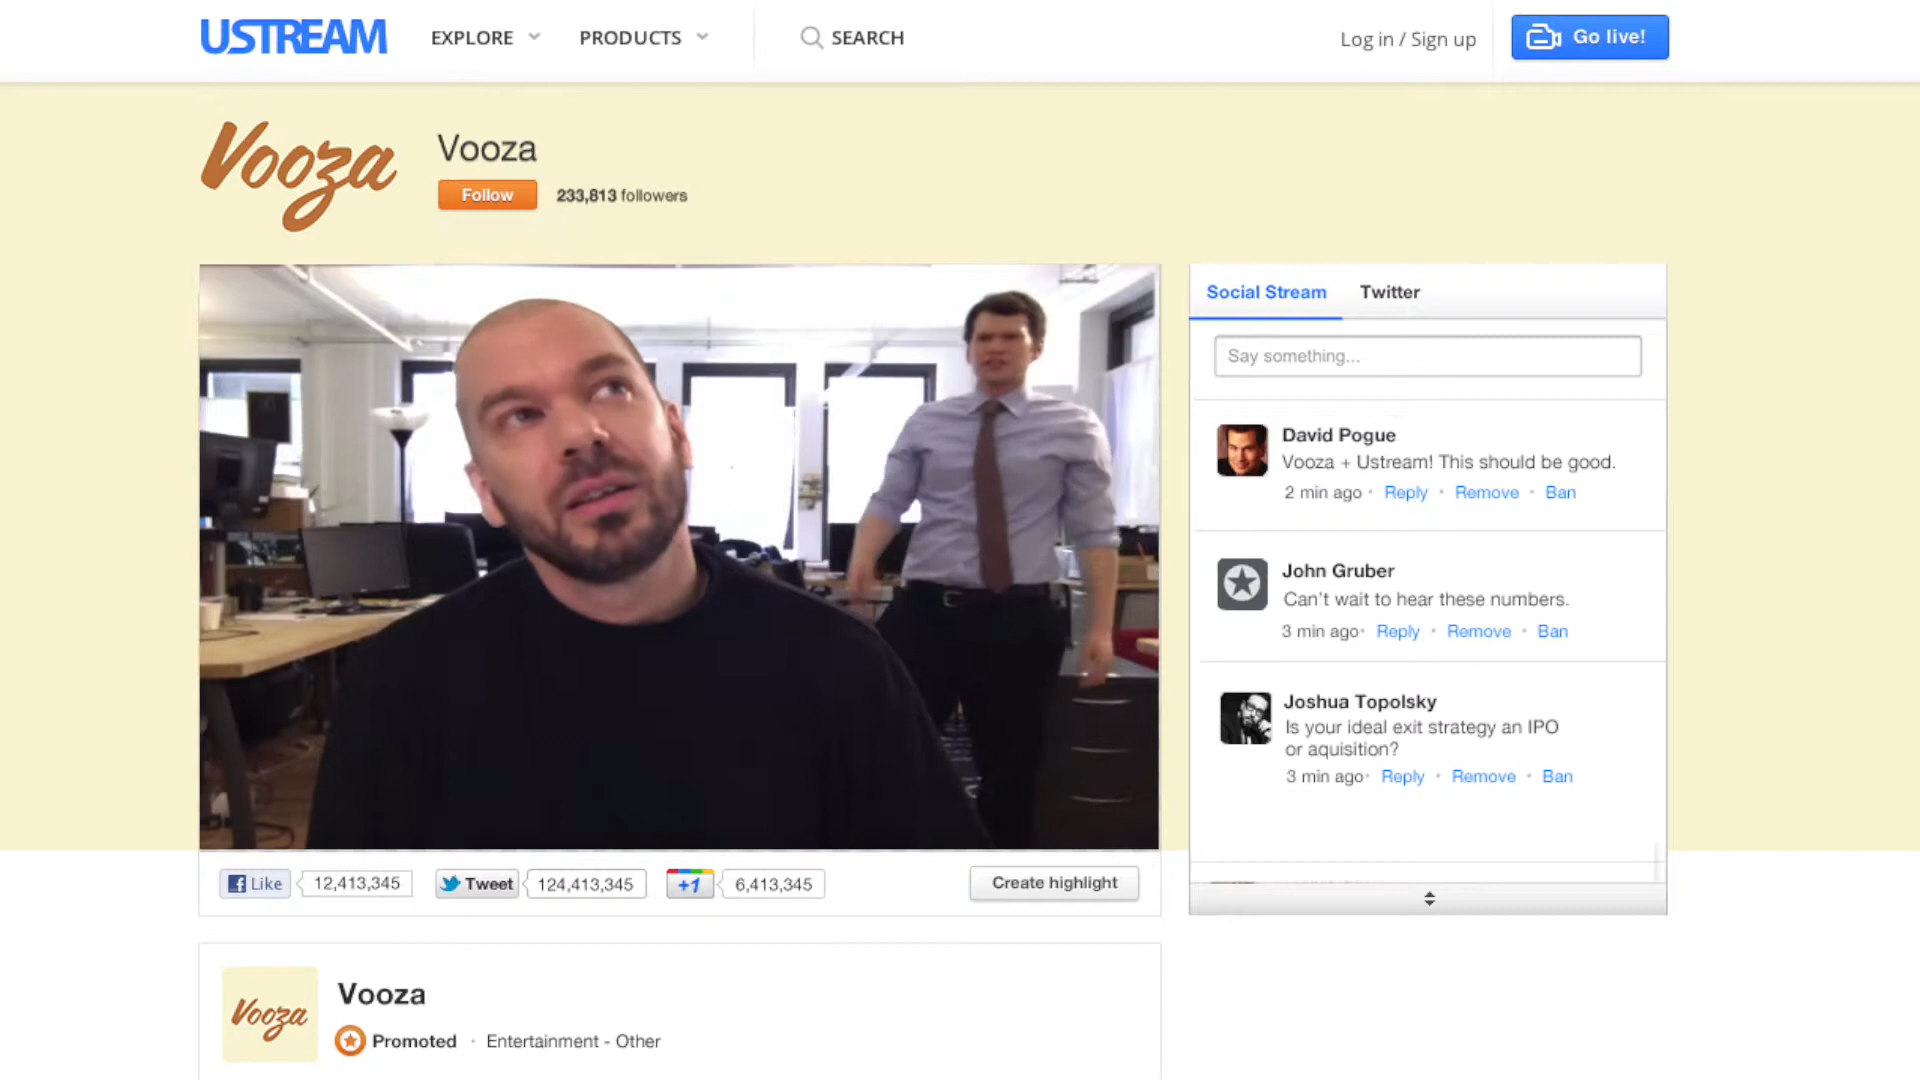 USTREAM EXPLORE PRODUCTS SEARCH Log in / Sign up Go live!
Vooza
Vooza
Follow 233,813 followers
Social Stream Twitter
Say something...
David Pogue
Vooza + Ustream! This should be good.
2 min ago · Reply · Remove · Ban
John Gruber
Can't wait to hear these numbers.
3 min ago · Reply · Remove · Ban
Joshua Topolsky
Is your ideal exit strategy an IPO
or aquisition?
3 min ago · Reply · Remove · Ban
Like 12,413,345 Tweet 124,413,345 +1 6,413,345 Create highlight
Vooza
Vooza
Promoted · Entertainment - Other